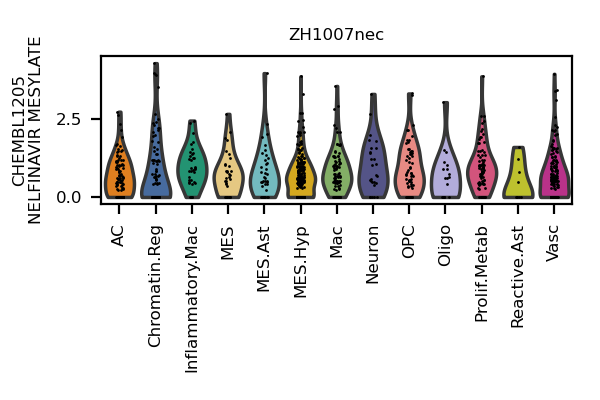 ZH1007nec
CHEMBL1205
NELFINAVIR MESYLATE
2.5
0.0
AC
Chromatin.Reg
Inflammatory.Mac
MES
MES.Ast
MES.Hyp
Mac
Neuron
OPC
Oligo
Prolif.Metab
Reactive.Ast
Vasc